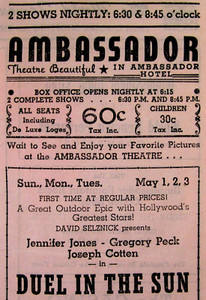 2 SHOWS NIGHTLY: 6:30 & 8:45 o'clock
AMBASSADOR
Theatre Beautiful ★ IN AMBASSADOR HOTEL
BOX OFFICE OPENS NIGHTLY AT 6:15
2 COMPLETE SHOWS . . . . 6:30 P.M. AND 8:45 P.M.
ALL SEATS
Including
De Luxe Loges
60c
Tax Inc.
CHILDREN
30c
Tax Inc.
Wait to See and Enjoy your Favorite Pictures
at the AMBASSADOR THEATRE . . .
Sun., Mon., Tues. May 1, 2, 3
FIRST TIME AT REGULAR PRICES!
A Great Outdoor Epic with Hollywood's
Greatest Stars!
DAVID SELZNICK presents
Jennifer Jones - Gregory Peck
Joseph Cotten
— in —
DUEL IN THE SUN